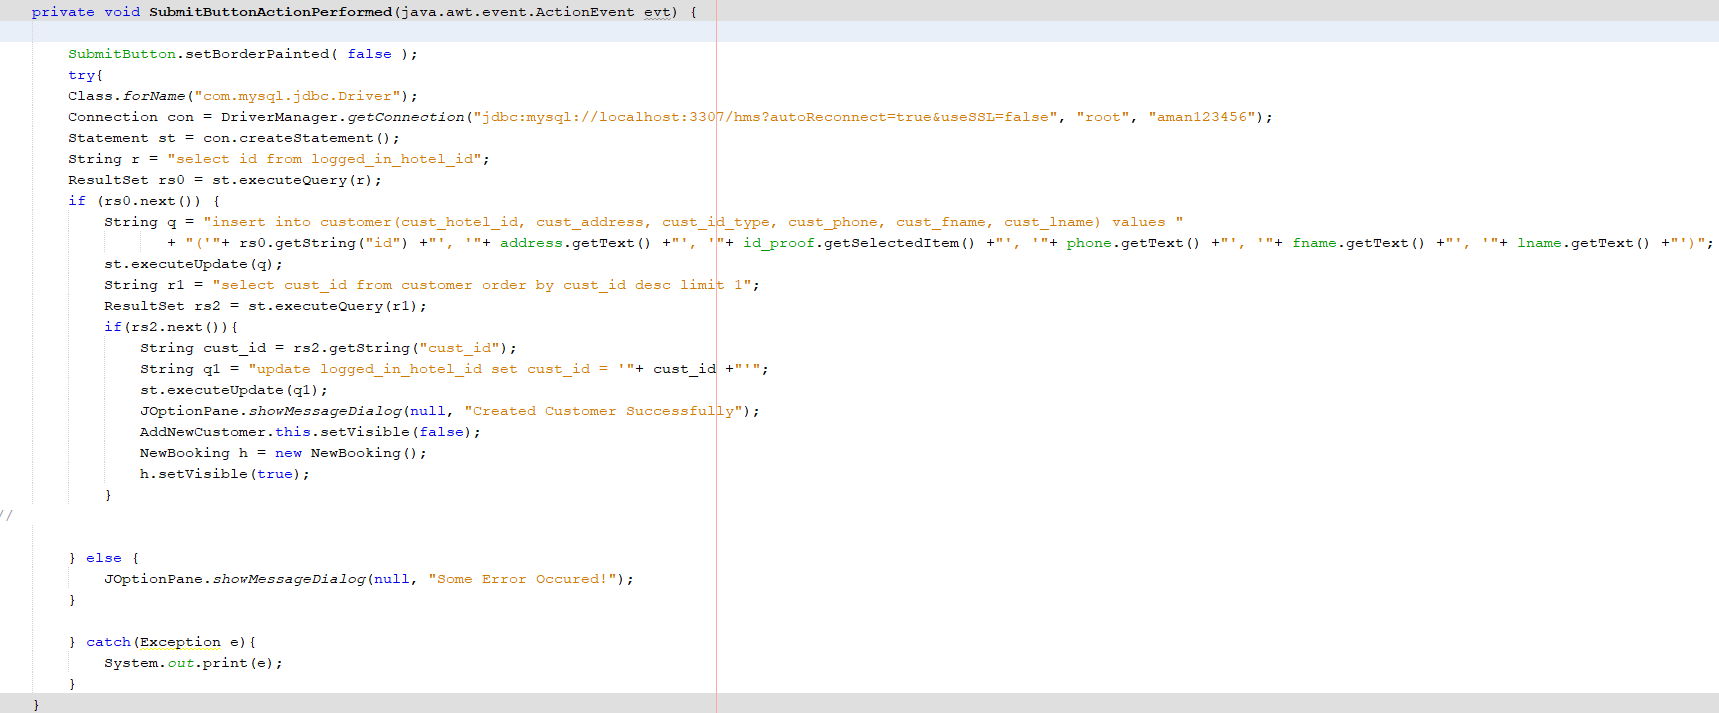 private void SubmitButtonActionPerformed(java.awt.event.ActionEvent evt) {
SubmitButton.setBorderPainted( false );
try{
Class.forName("com.mysql.jdbc.Driver");
Connection con = DriverManager.getConnection("jdbc:mysql://localhost:3307/hms?autoReconnect=true&useSSL=false", "root", "aman123456");
Statement st = con.createStatement();
String r = "select id from logged_in_hotel_id";
ResultSet rs0 = st.executeQuery(r);
if (rs0.next()) {
String q = "insert into customer(cust_hotel_id, cust_address, cust_id_type, cust_phone, cust_fname, cust_lname) values "
+ "('"+ rs0.getString("id") +"', '"+ address.getText() +"', '"+ id_proof.getSelectedItem() +"', '"+ phone.getText() +"', '"+ fname.getText() +"', '"+ lname.getText() +"')";
st.executeUpdate(q);
String r1 = "select cust_id from customer order by cust_id desc limit 1";
ResultSet rs2 = st.executeQuery(r1);
if(rs2.next()){
String cust_id = rs2.getString("cust_id");
String q1 = "update logged_in_hotel_id set cust_id = '"+ cust_id +"'";
st.executeUpdate(q1);
JOptionPane.showMessageDialog(null, "Created Customer Successfully");
AddNewCustomer.this.setVisible(false);
NewBooking h = new NewBooking();
h.setVisible(true);
}
//
} else {
JOptionPane.showMessageDialog(null, "Some Error Occured!");
}
} catch(Exception e){
System.out.print(e);
}
}